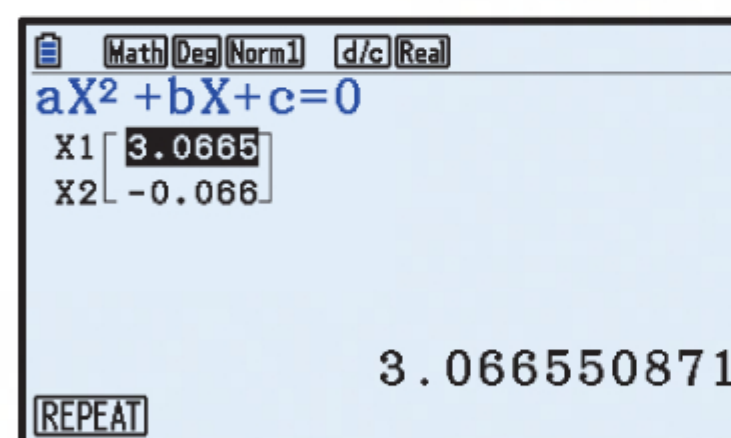 Math Deg Norm1 d/c Real
aX² +bX+c=0
X1 3.0665
X2 -0.066
3.066550871
REPEAT